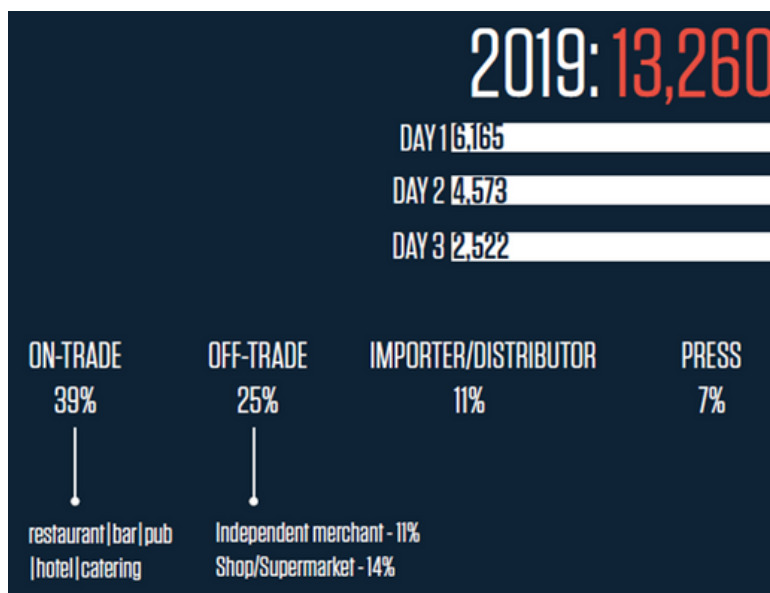 2019: 13,260
DAY 1 6,165
DAY 2 4,573
DAY 3 2,522
ON-TRADE OFF-TRADE IMPORTER/DISTRIBUTOR PRESS
39% 25% 11% 7%
restaurant|bar|pub
|hotel|catering
Independent merchant - 11%
Shop/Supermarket - 14%